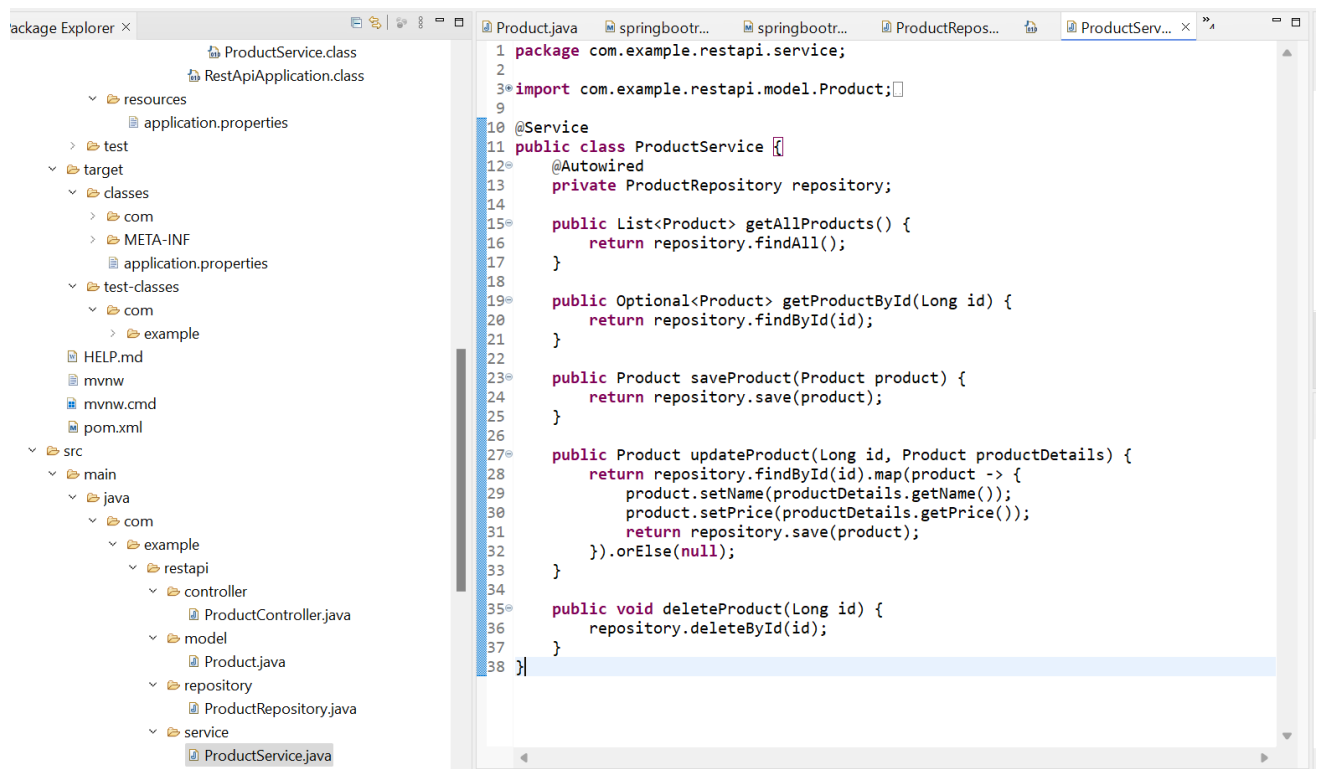 ackage Explorer ×
ProductService.class
RestApiApplication.class
resources
application.properties
test
target
classes
com
META-INF
application.properties
test-classes
com
example
HELP.md
mvnw
mvnw.cmd
pom.xml
src
main
java
com
example
restapi
controller
ProductController.java
model
Product.java
repository
ProductRepository.java
service
ProductService.java
Product.java springbootr... springbootr... ProductRepos... ProductServ... × »4
1 package com.example.restapi.service;
2
3 import com.example.restapi.model.Product;
9
10 @Service
11 public class ProductService {
12 @Autowired
13 private ProductRepository repository;
14
15 public List<Product> getAllProducts() {
16 return repository.findAll();
17 }
18
19 public Optional<Product> getProductById(Long id) {
20 return repository.findById(id);
21 }
22
23 public Product saveProduct(Product product) {
24 return repository.save(product);
25 }
26
27 public Product updateProduct(Long id, Product productDetails) {
28 return repository.findById(id).map(product -> {
29 product.setName(productDetails.getName());
30 product.setPrice(productDetails.getPrice());
31 return repository.save(product);
32 }).orElse(null);
33 }
34
35 public void deleteProduct(Long id) {
36 repository.deleteById(id);
37 }
38 }